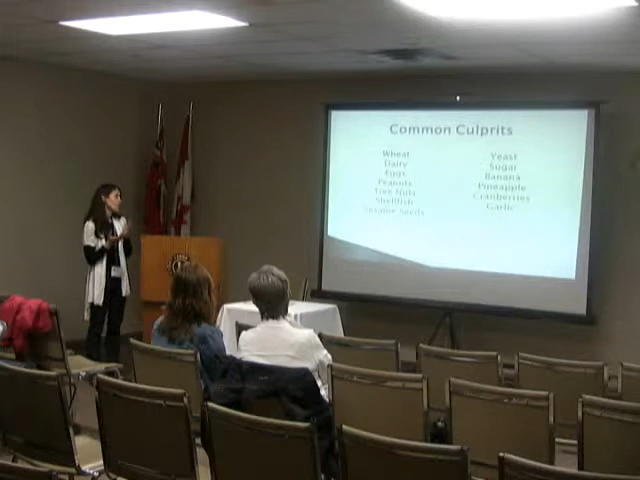 Common Culprits
Wheat
Dairy
Eggs
Peanuts
Tree Nuts
Shellfish
Sesame Seeds
Yeast
Sugar
Banana
Pineapple
Cranberries
Garlic